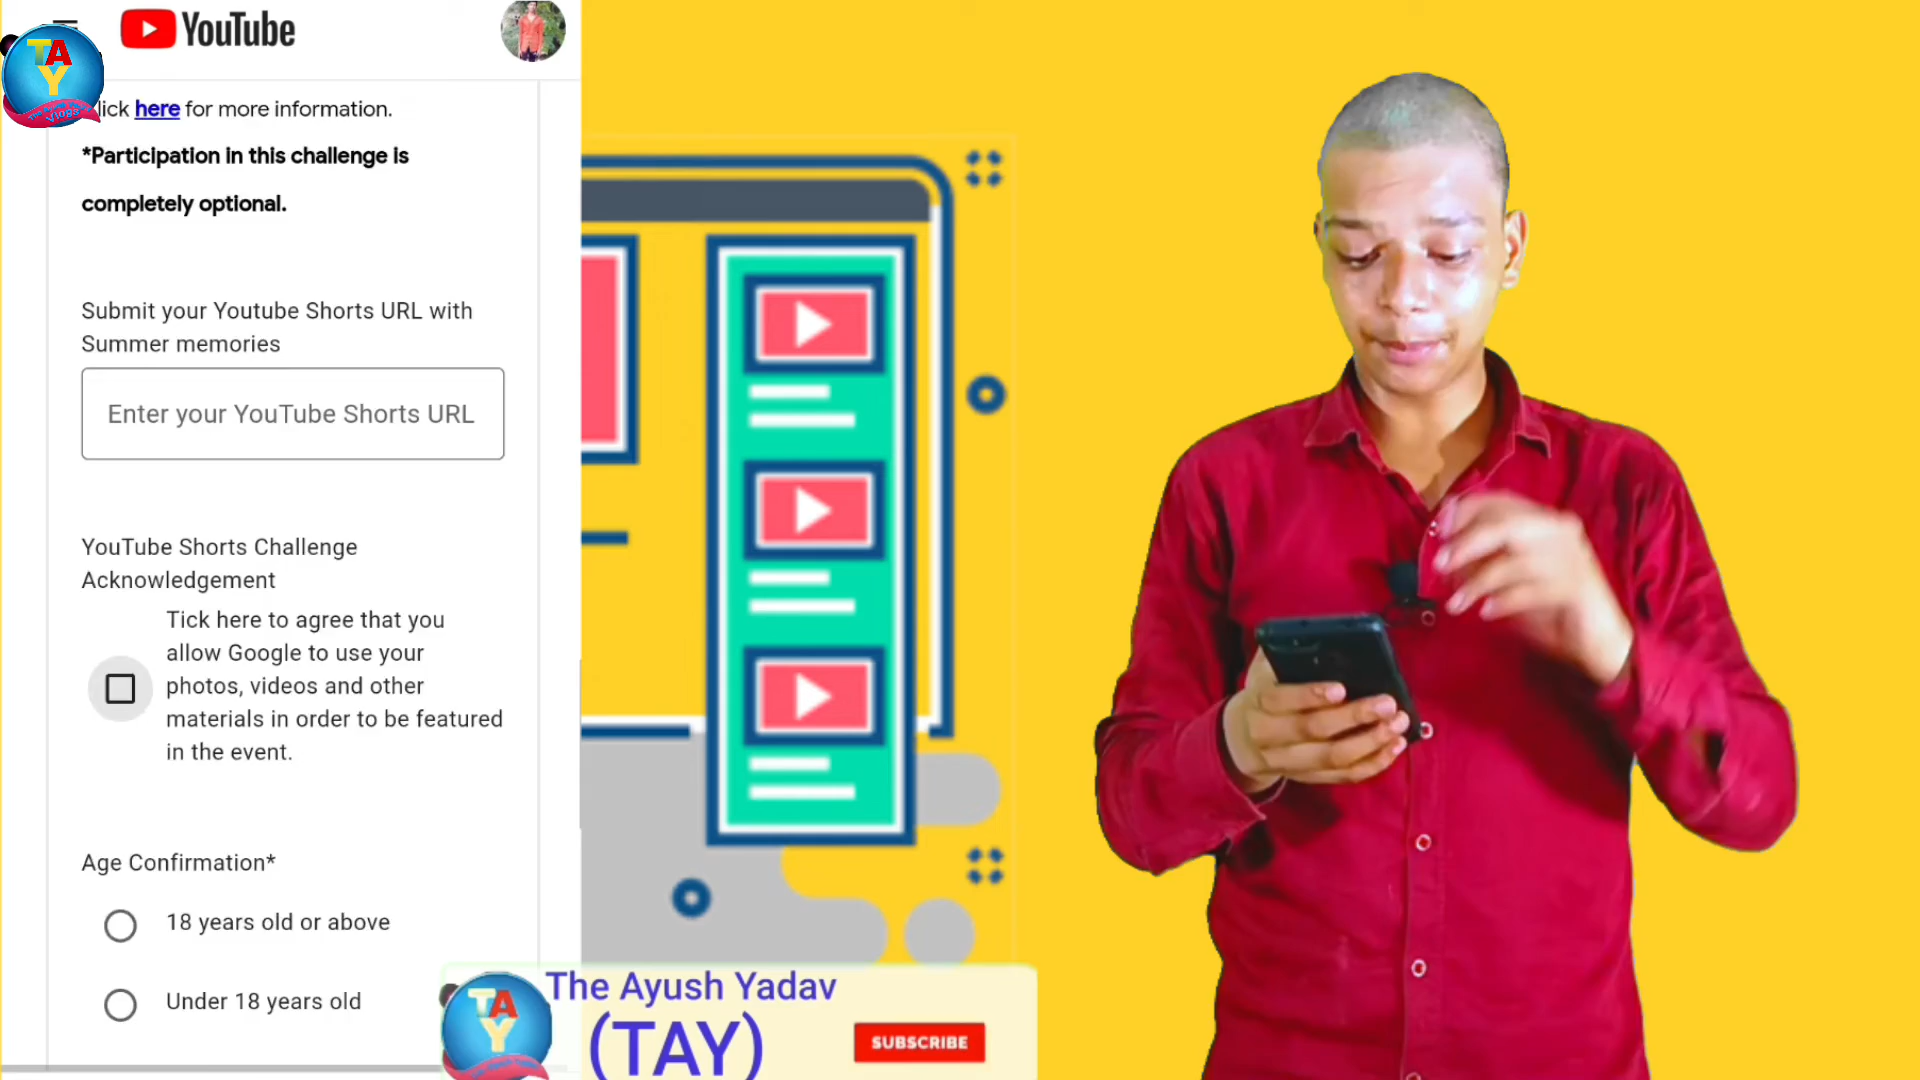 YouTube
TAY
Vlogs
lick here for more information.
*Participation in this challenge is
completely optional.
Submit your Youtube Shorts URL with
Summer memories
Enter your YouTube Shorts URL
YouTube Shorts Challenge
Acknowledgement
Tick here to agree that you
allow Google to use your
photos, videos and other
materials in order to be featured
in the event.
Age Confirmation*
18 years old or above
Under 18 years old
TAY
The Ayush Yadav
(TAY)
SUBSCRIBE